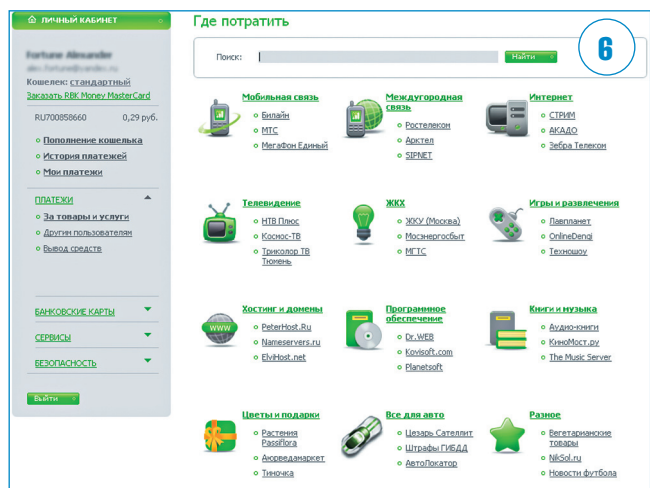 ЛИЧНЫЙ КАБИНЕТ
Fortune Alexander
Кошелек: стандартный
Заказать RBK Money MasterCard
RU700858660 0,29 руб.
Пополнение кошелька
История платежей
Мои платежи
ПЛАТЕЖИ
За товары и услуги
Другим пользователям
Вывод средств
БАНКОВСКИЕ КАРТЫ
СЕРВИСЫ
БЕЗОПАСНОСТЬ
Выйти
Где потратить
Поиск: Найти
6
Мобильная связь
Билайн
МТС
МегаФон Единый
Междугородная
связь
Ростелеком
Арктел
SIPNET
Интернет
СТРИМ
АКАДО
Зебра Телеком
Телевидение
НТВ Плюс
Космос-ТВ
Триколор ТВ
Тюмень
ЖКХ
ЖКУ (Москва)
Мосэнергосбыт
МГТС
Игры и развлечения
Лавпланет
OnlineDengi
Техношоу
Хостинг и домены
PeterHost.Ru
Nameservers.ru
ElviHost.net
Программное
обеспечение
Dr.WEB
Kovisoft.com
Planetsoft
Книги и музыка
Аудио-книги
КиноМост.ру
The Music Server
Цветы и подарки
Растения
PassiFlora
Аюрведамаркет
Тиночка
Все для авто
Цезарь Сателлит
Штрафы ГИБДД
АвтоЛокатор
Разное
Вегетарианские
товары
NikSol.ru
Новости футбола